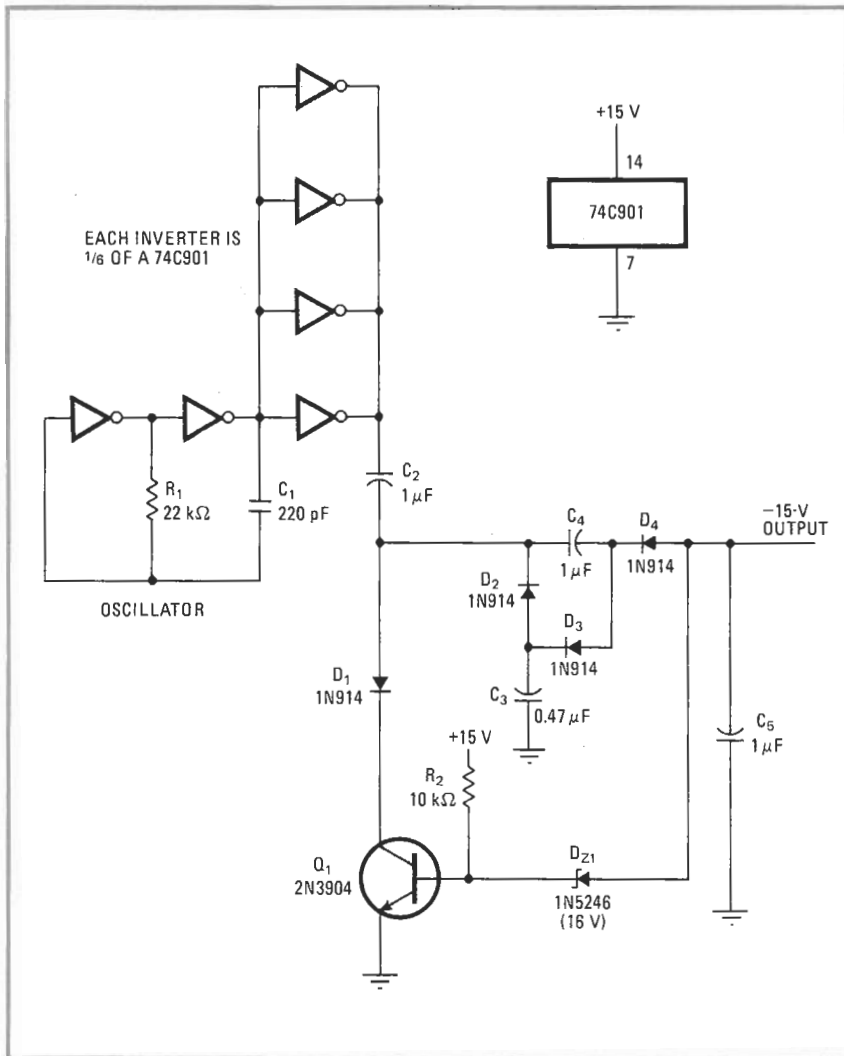 +15 V
14
74C901
7
EACH INVERTER IS
1/6 OF A 74C901
R1
22 kΩ
C1
220 pF
C2
1 μF
OSCILLATOR
C4
1 μF
D4
1N914
–15-V
OUTPUT
D2
1N914
D3
1N914
D1
1N914
C3
0.47 μF
C5
1 μF
+15 V
R2
10 kΩ
Q1
2N3904
DZ1
1N5246
(16 V)